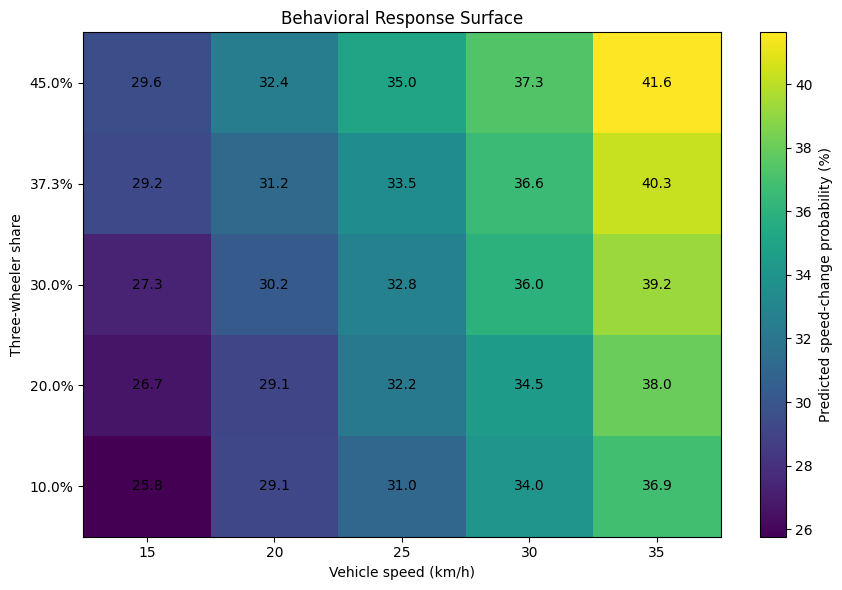 Behavioral Response Surface
Three-wheeler share
45.0% 29.6 32.4 35.0 37.3 41.6
37.3% 29.2 31.2 33.5 36.6 40.3
30.0% 27.3 30.2 32.8 36.0 39.2
20.0% 26.7 29.1 32.2 34.5 38.0
10.0% 25.8 29.1 31.0 34.0 36.9
15 20 25 30 35
Vehicle speed (km/h)
40
38
36
34
32
30
28
26
Predicted speed-change probability (%)